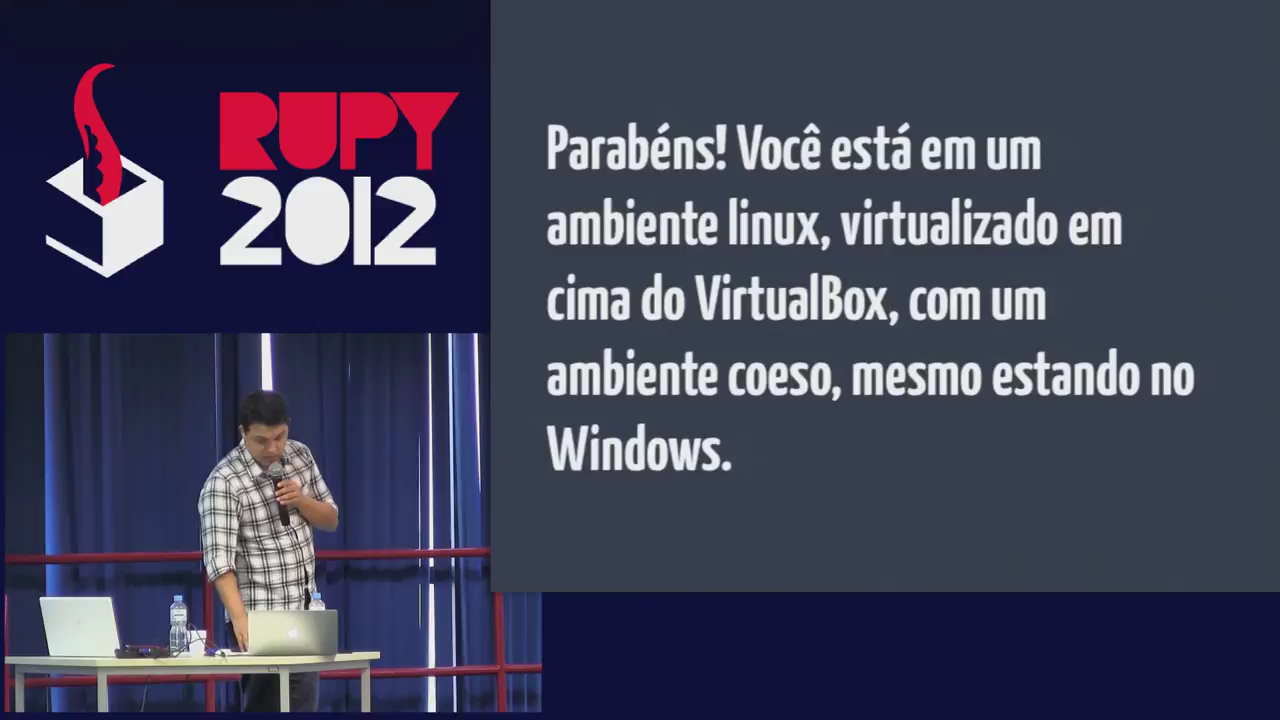 RUPY
2012
Parabéns! Você está em um
ambiente linux, virtualizado em
cima do VirtualBox, com um
ambiente coeso, mesmo estando no
Windows.